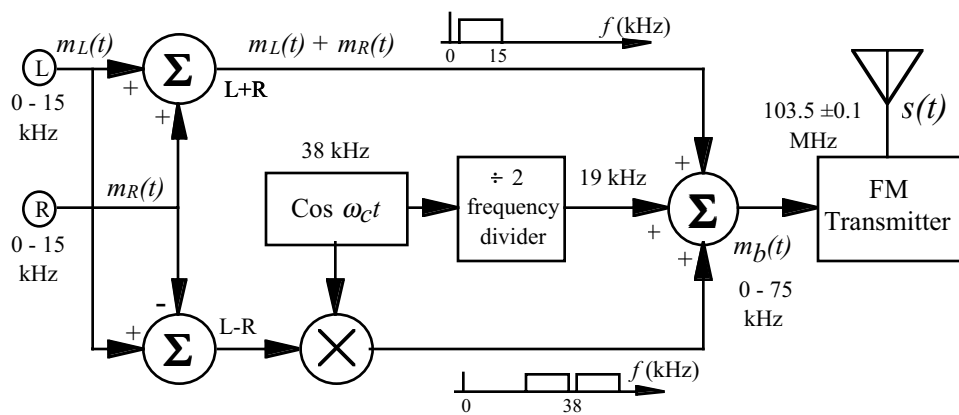 m_L(t)
L
0 - 15
kHz
+
Σ
+
m_L(t) + m_R(t)
L+R
f (kHz)
0 15
103.5 ±0.1
MHz
s(t)
R
m_R(t)
0 - 15
kHz
38 kHz
Cos ω_c t
÷ 2
frequency
divider
19 kHz
+
+
+
Σ
m_b(t)
0 - 75
kHz
FM
Transmitter
-
+
Σ
L-R
×
f (kHz)
0 38